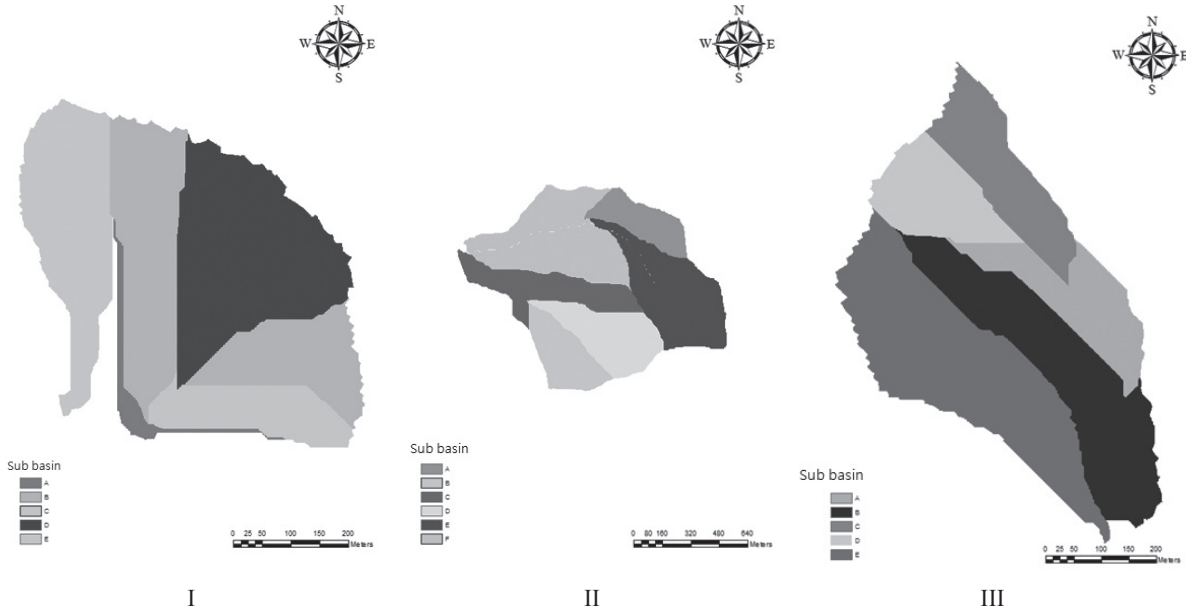 N
W E
S
N
W E
S
N
W E
S
Sub basin
A
B
C
D
E
0 25 50 100 150 200
Meters
Sub basin
A
B
C
D
E
F
0 80 160 320 480 640
Meters
Sub basin
A
B
C
D
E
0 25 50 100 150 200
Meters
I
II
III